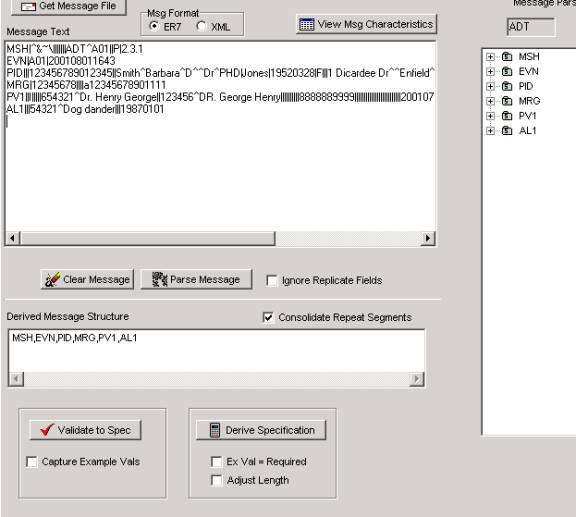 Get Message File
Msg Format
ER7 XML
View Msg Characteristics
Message Pars
Message Text
ADT
MSH|^&~\||||||ADT^A01||P|2.3.1
EVN|A01|200108011643
PID|||123456789012345||Smith^Barbara^D^^Dr^PHD|Jones|19520328|F|||1 Dicardee Dr^^Enfield^
MRG|12345678|||a12345678901111
PV1||I||||||654321^Dr. Henry George||123456^DR. George Henry||||||||||8888889999||||||||||||||||||||||||200107
AL1|||54321^Dog dander||||19870101
MSH
EVN
PID
MRG
PV1
AL1
Clear Message
Parse Message
Ignore Replicate Fields
Derived Message Structure
Consolidate Repeat Segments
MSH,EVN,PID,MRG,PV1,AL1
Validate to Spec
Derive Specification
Capture Example Vals
Ex Val = Required
Adjust Length